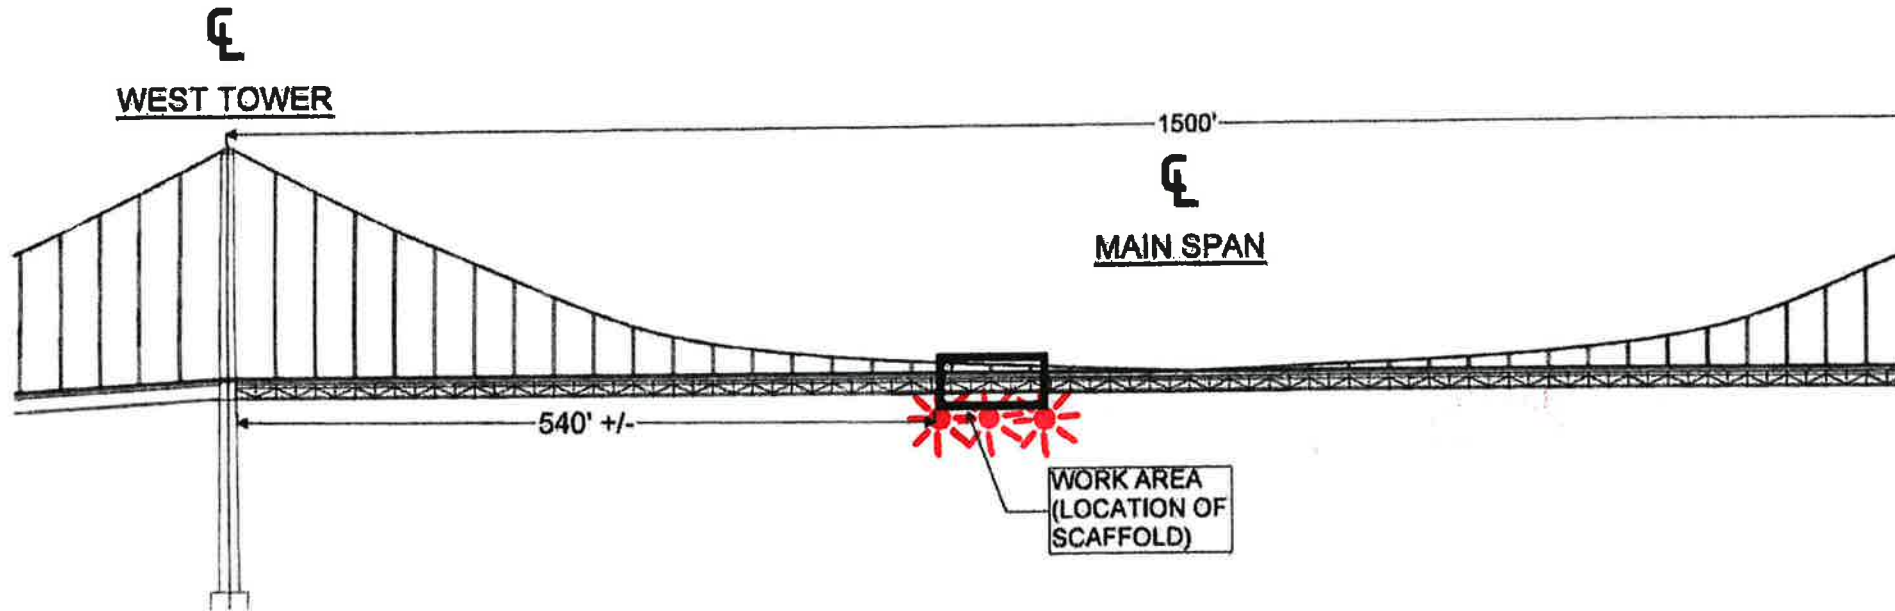 ℄
WEST TOWER
1500'
℄
MAIN SPAN
540' +/-
WORK AREA
(LOCATION OF
SCAFFOLD)